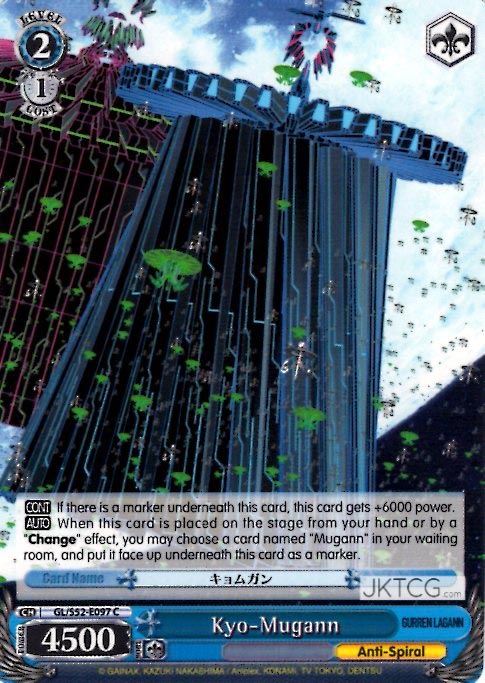 LEVEL
2
1
COST
CONT If there is a marker underneath this card, this card gets +6000 power.
AUTO When this card is placed on the stage from your hand or by a
"Change" effect, you may choose a card named "Mugann" in your waiting
room, and put it face up underneath this card as a marker.
Card Name キョムガン
JKTCG.com
CH GL/S52-E097 C
POWER 4500 SOUL
Kyo-Mugann
GURREN LAGANN
Anti-Spiral
© GAINAX, KAZUKI NAKASHIMA / Aniplex, KONAMI, TV TOKYO, DENTSU